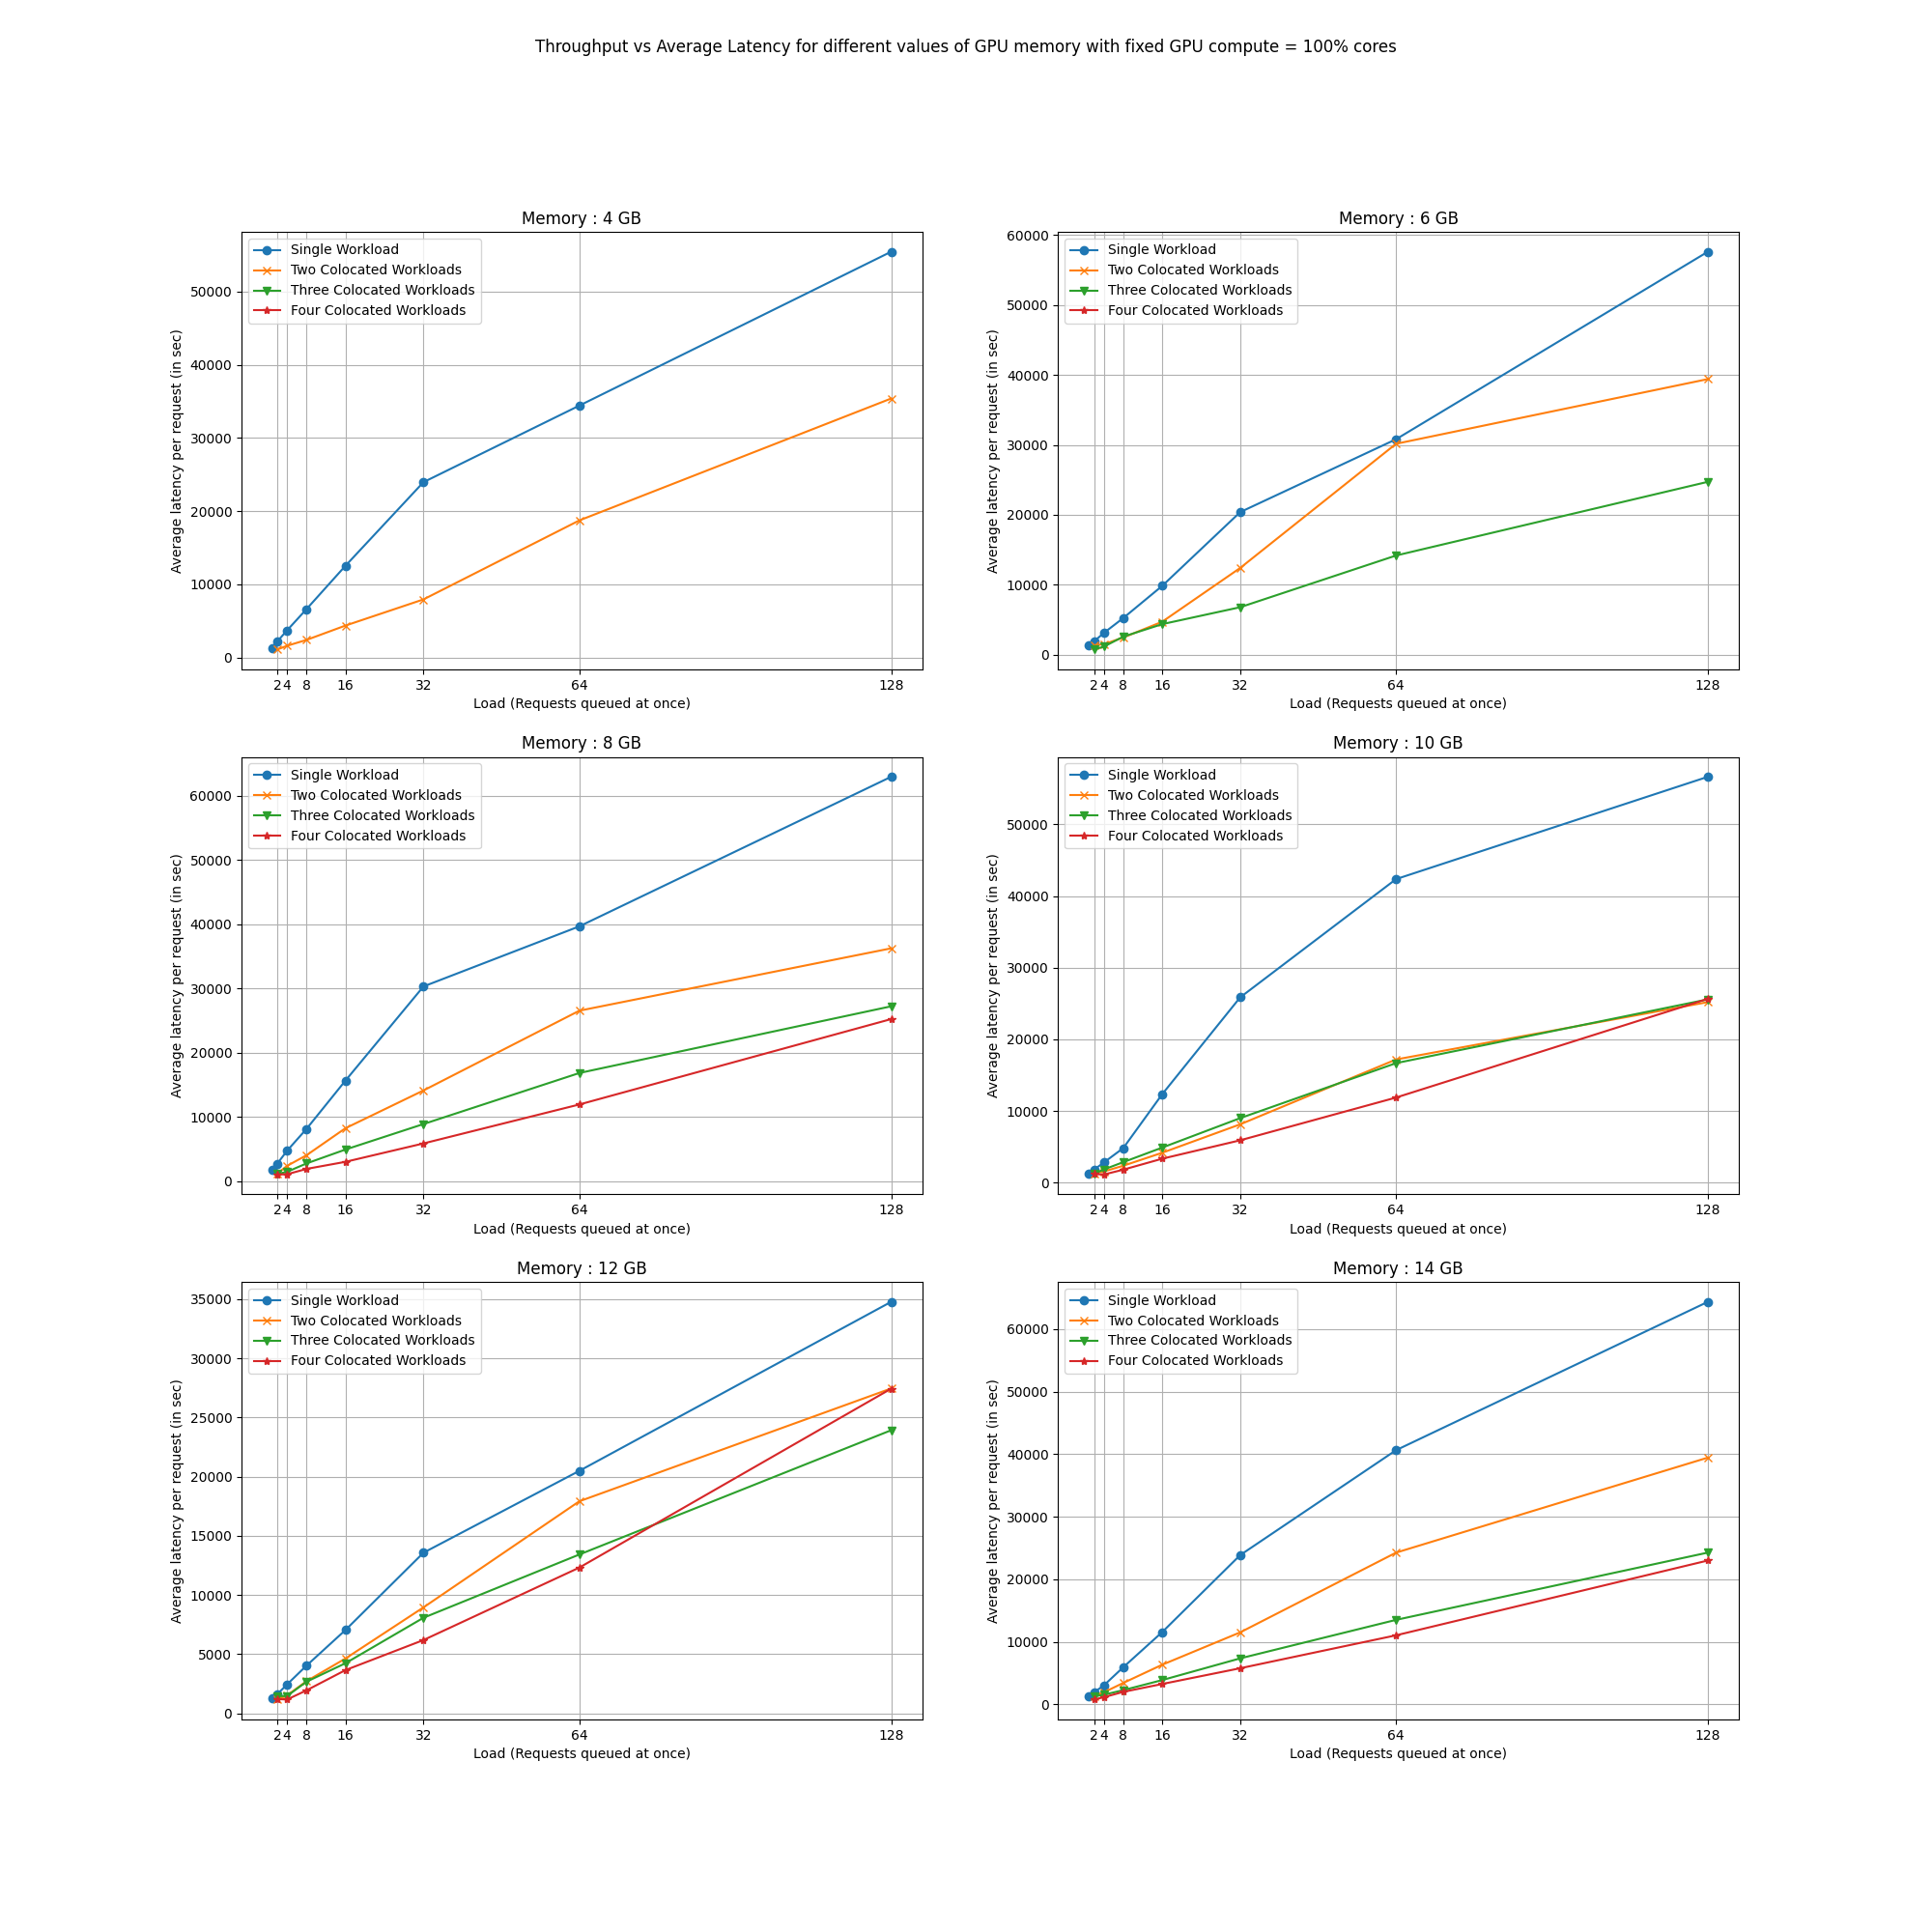 Throughput vs Average Latency for different values of GPU memory with fixed GPU compute = 100% cores
Memory : 4 GB
Single Workload
Two Colocated Workloads
Three Colocated Workloads
Four Colocated Workloads
Average latency per request (in sec)
50000
40000
30000
20000
10000
0
2 4 8 16 32 64 128
Load (Requests queued at once)
Memory : 6 GB
Single Workload
Two Colocated Workloads
Three Colocated Workloads
Four Colocated Workloads
Average latency per request (in sec)
60000
50000
40000
30000
20000
10000
0
2 4 8 16 32 64 128
Load (Requests queued at once)
Memory : 8 GB
Single Workload
Two Colocated Workloads
Three Colocated Workloads
Four Colocated Workloads
Average latency per request (in sec)
60000
50000
40000
30000
20000
10000
0
2 4 8 16 32 64 128
Load (Requests queued at once)
Memory : 10 GB
Single Workload
Two Colocated Workloads
Three Colocated Workloads
Four Colocated Workloads
Average latency per request (in sec)
50000
40000
30000
20000
10000
0
2 4 8 16 32 64 128
Load (Requests queued at once)
Memory : 12 GB
Single Workload
Two Colocated Workloads
Three Colocated Workloads
Four Colocated Workloads
Average latency per request (in sec)
35000
30000
25000
20000
15000
10000
5000
0
2 4 8 16 32 64 128
Load (Requests queued at once)
Memory : 14 GB
Single Workload
Two Colocated Workloads
Three Colocated Workloads
Four Colocated Workloads
Average latency per request (in sec)
60000
50000
40000
30000
20000
10000
0
2 4 8 16 32 64 128
Load (Requests queued at once)